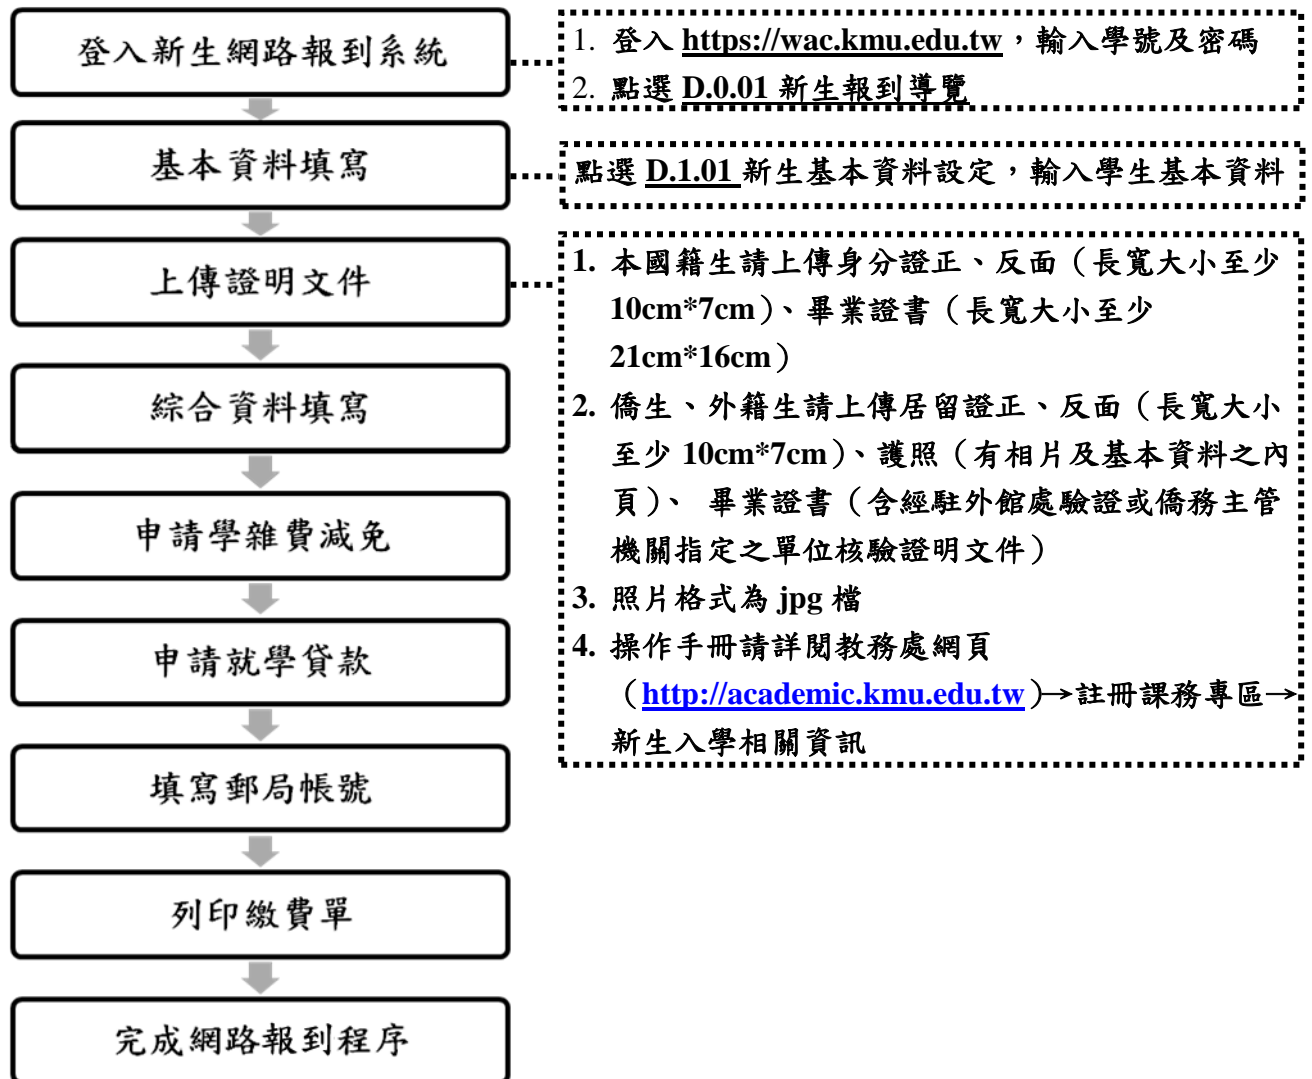 登入新生網路報到系統
1. 登入 https://wac.kmu.edu.tw，輸入學號及密碼
2. 點選 D.0.01 新生報到導覽
基本資料填寫
點選 D.1.01 新生基本資料設定，輸入學生基本資料
上傳證明文件
1. 本國籍生請上傳身分證正、反面（長寬大小至少
10cm*7cm）、畢業證書（長寬大小至少
21cm*16cm）
2. 僑生、外籍生請上傳居留證正、反面（長寬大小
至少 10cm*7cm）、護照（有相片及基本資料之內
頁）、 畢業證書（含經駐外館處驗證或僑務主管
機關指定之單位核驗證明文件）
3. 照片格式為 jpg 檔
4. 操作手冊請詳閱教務處網頁
（http://academic.kmu.edu.tw）→註冊課務專區→
新生入學相關資訊
綜合資料填寫
申請學雜費減免
申請就學貸款
填寫郵局帳號
列印繳費單
完成網路報到程序